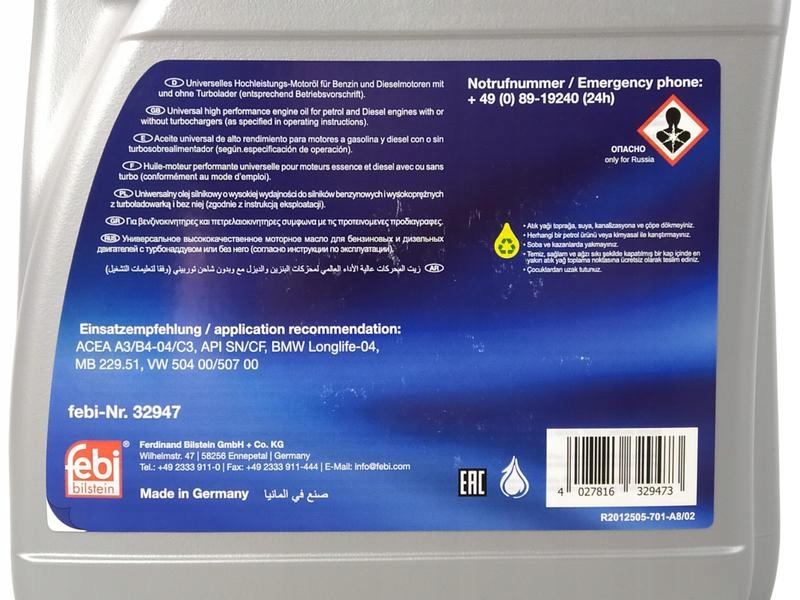 D Universelles Hochleistungs-Motoröl für Benzin und Dieselmotoren mit
und ohne Turbolader (entsprechend Betriebsvorschrift).
GB Universal high performance engine oil for petrol and Diesel engines with or
without turbochargers (as specified in operating instructions).
E Aceite universal de alto rendimiento para motores a gasolina y diesel con o sin
turbosobrealimentador (según.especificación de operación).
F Huile-moteur performante universelle pour moteurs essence et diesel avec ou sans
turbo (conformément au mode d'emploi).
PL Uniwersalny olej silnikowy o wysokiej wydajności do silników benzynowych i wysokoprężnych
z turboładowarką i bez niej (zgodnie z instrukcją eksploatacji).
GR Για βενζινοκινητηρες και πετρελαιοκινητηρες συμφωνα με τις προτεινομενες προδιαγραφες.
RUS Универсальное высококачественное моторное масло для бензиновых и дизельных
двигателей с турбонаддувом или без него (согласно инструкции по эксплуатации).
AR زيت المحركات عالية الأداء العالمي لمحركات البنزين والديزل مع وبدون شاحن توربيني (وفقا لتعليمات التشغيل)
Notrufnummer / Emergency phone:
+ 49 (0) 89-19240 (24h)
ОПАСНО
only for Russia
• Atık yağı toprağa, suya, kanalizasyona ve çöpe dökmeyiniz.
• Herhangi bir petrol ürünü veya kimyasal ile karıştırmayınız.
• Soba ve kazanlarda yakmayınız.
• Temiz, sağlam ve ağzı sıkı şekilde kapatılmış bir kap içinde en
yakın atık yağ toplama noktasına ücretsiz olarak teslim ediniz.
• Çocuklardan uzak tutunuz.
Einsatzempfehlung / application recommendation:
ACEA A3/B4-04/C3, API SN/CF, BMW Longlife-04,
MB 229.51, VW 504 00/507 00
febi-Nr. 32947
febi
bilstein
®
Ferdinand Bilstein GmbH + Co. KG
Wilhelmstr. 47 | 58256 Ennepetal | Germany
Tel.: +49 2333 911-0 | Fax: +49 2333 911-444 | E-Mail: info@febi.com
Made in Germany صنع في المانيا
EAC
4 027816 329473
R2012505-701-A8/02